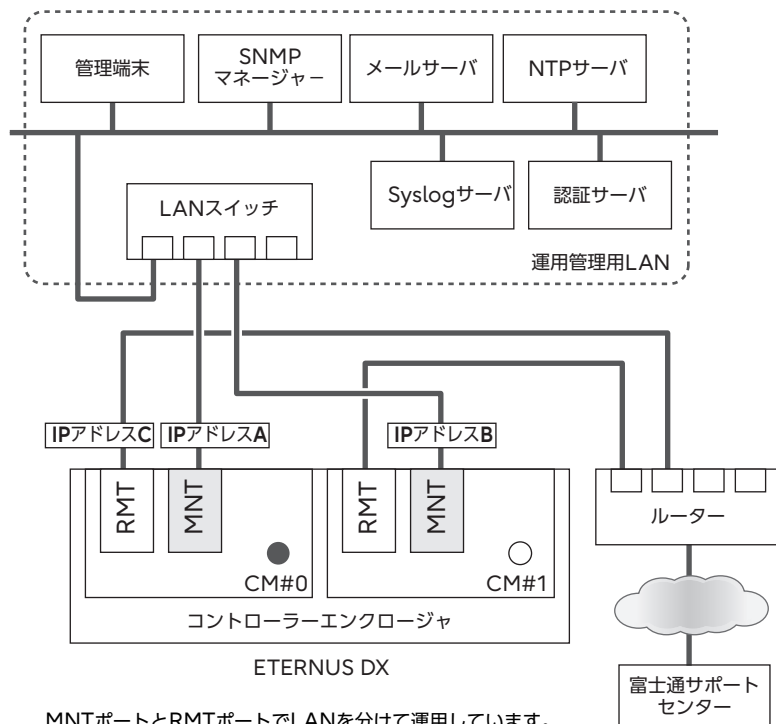 管理端末
SNMP
マネージャー
メールサーバ
NTPサーバ
Syslogサーバ
認証サーバ
LANスイッチ
運用管理用LAN
IPアドレスC
IPアドレスA
IPアドレスB
RMT
MNT
RMT
MNT
CM#0
CM#1
ルーター
コントローラーエンクロージャ
ETERNUS DX
富士通サポート
センター
MNTポートとRMTポートでLANを分けて運用しています。